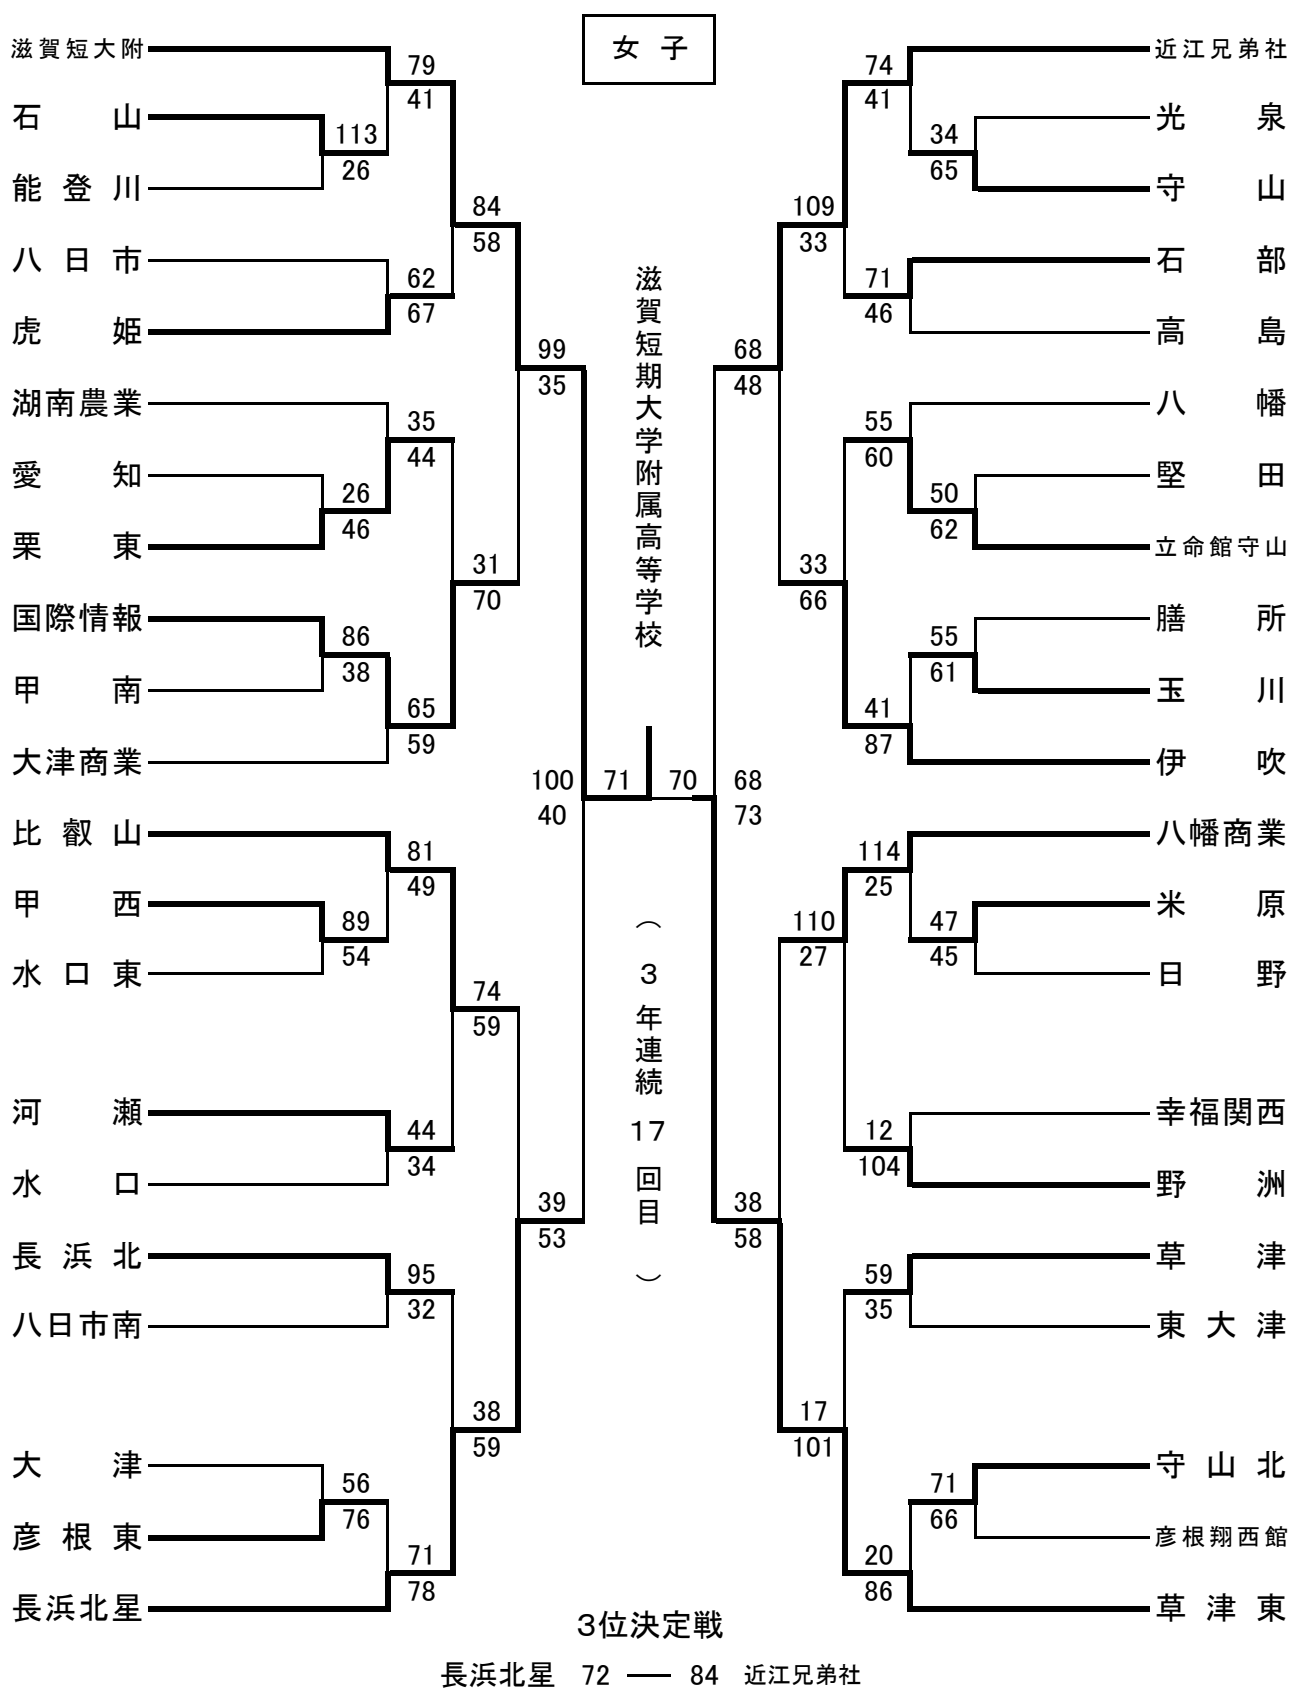 女子
滋賀短大附
石山
能登川
八日市
虎姫
湖南農業
愛知
栗東
国際情報
甲南
大津商業
比叡山
甲西
水口東
河瀬
水口
長浜北
八日市南
大津
彦根東
長浜北星
113
26
26
46
86
38
89
54
56
76
79
41
62
67
35
44
65
59
81
49
44
34
95
32
71
78
84
58
31
70
74
59
38
59
99
35
39
53
100
40
71
70
滋賀短期大学附属高等学校
（3年連続17回目）
68
73
68
48
38
58
109
33
33
66
110
27
17
101
74
41
71
46
55
60
41
87
114
25
12
104
59
35
20
86
34
65
50
62
55
61
47
45
71
66
近江兄弟社
光泉
守山
石部
高島
八幡
堅田
立命館守山
膳所
玉川
伊吹
八幡商業
米原
日野
幸福関西
野洲
草津
東大津
守山北
彦根翔西館
草津東
3位決定戦
長浜北星 72 ── 84 近江兄弟社